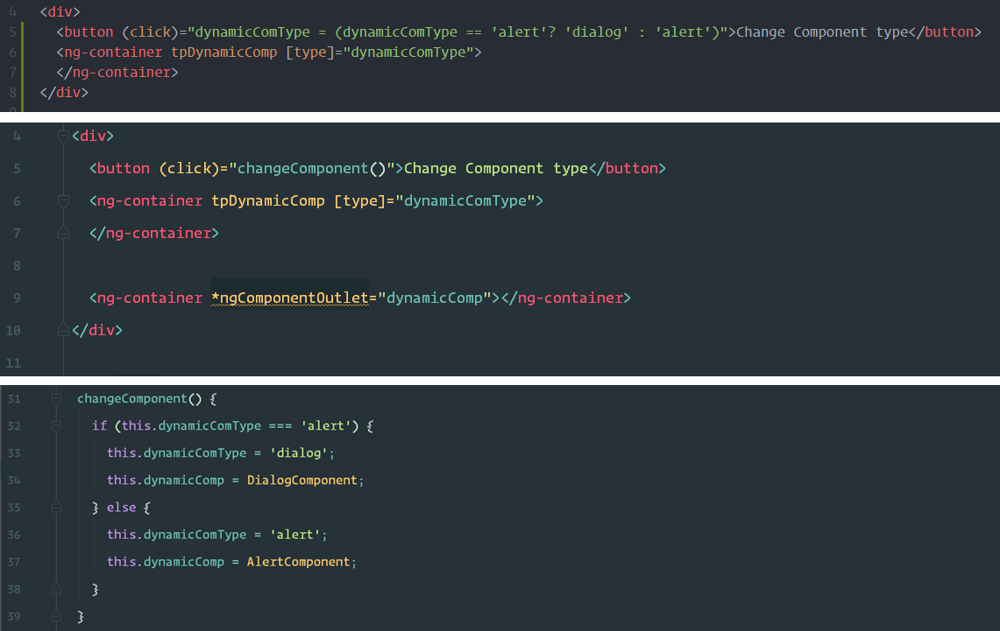 4 <div>
5 <button (click)="dynamicComType = (dynamicComType == 'alert'? 'dialog' : 'alert')">Change Component type</button>
6 <ng-container tpDynamicComp [type]="dynamicComType">
7 </ng-container>
8 </div>
9
4 <div>
5 <button (click)="changeComponent()">Change Component type</button>
6 <ng-container tpDynamicComp [type]="dynamicComType">
7 </ng-container>
8
9 <ng-container *ngComponentOutlet="dynamicComp"></ng-container>
10 </div>
11
31 changeComponent() {
32 if (this.dynamicComType === 'alert') {
33 this.dynamicComType = 'dialog';
34 this.dynamicComp = DialogComponent;
35 } else {
36 this.dynamicComType = 'alert';
37 this.dynamicComp = AlertComponent;
38 }
39 }